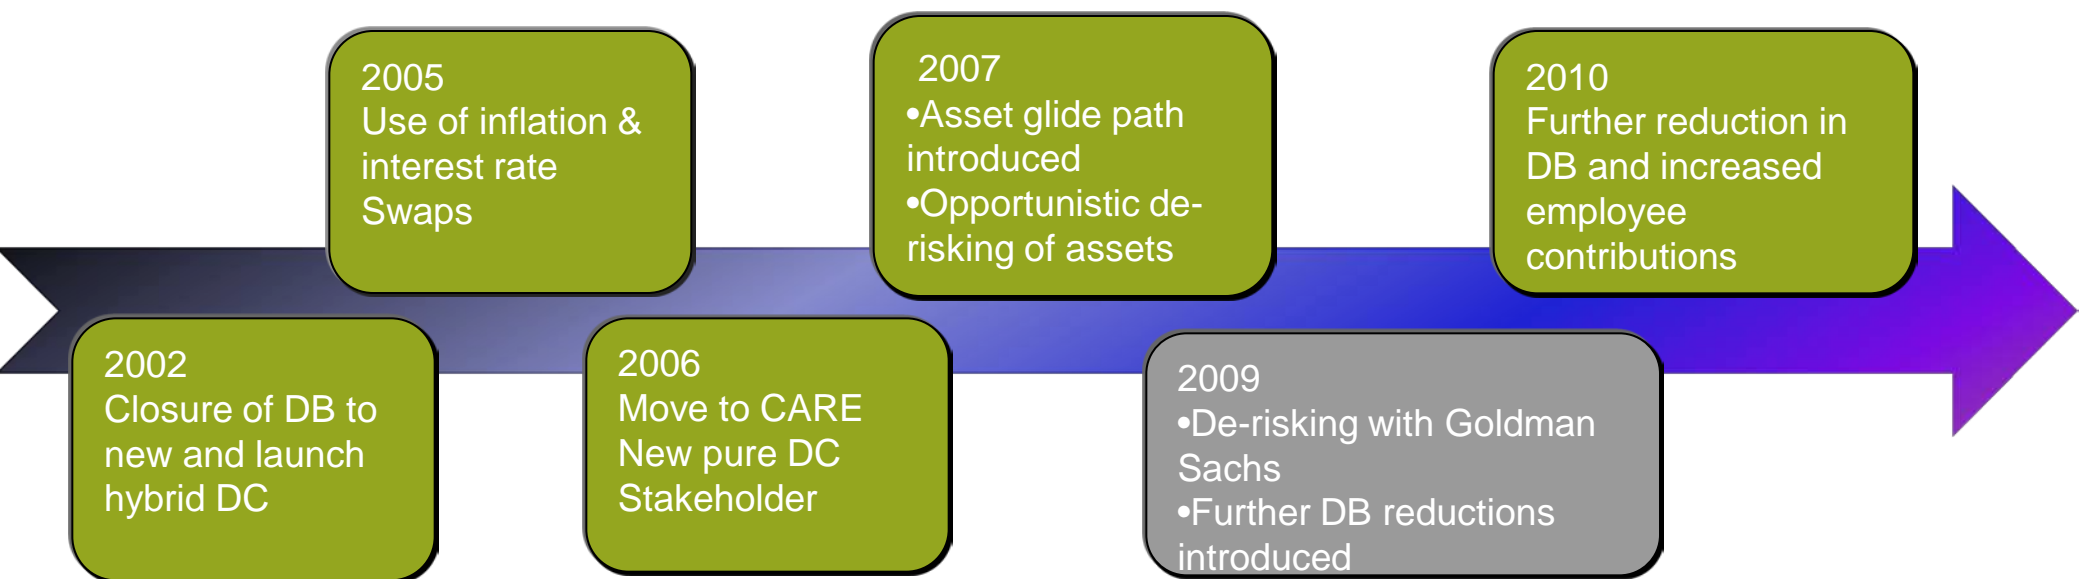 2002
Closure of DB to
new and launch
hybrid DC
2005
Use of inflation &
interest rate
Swaps
2006
Move to CARE
New pure DC
Stakeholder
2007
•Asset glide path
introduced
•Opportunistic de-
risking of assets
2009
•De-risking with Goldman
Sachs
•Further DB reductions
introduced
2010
Further reduction in
DB and increased
employee
contributions